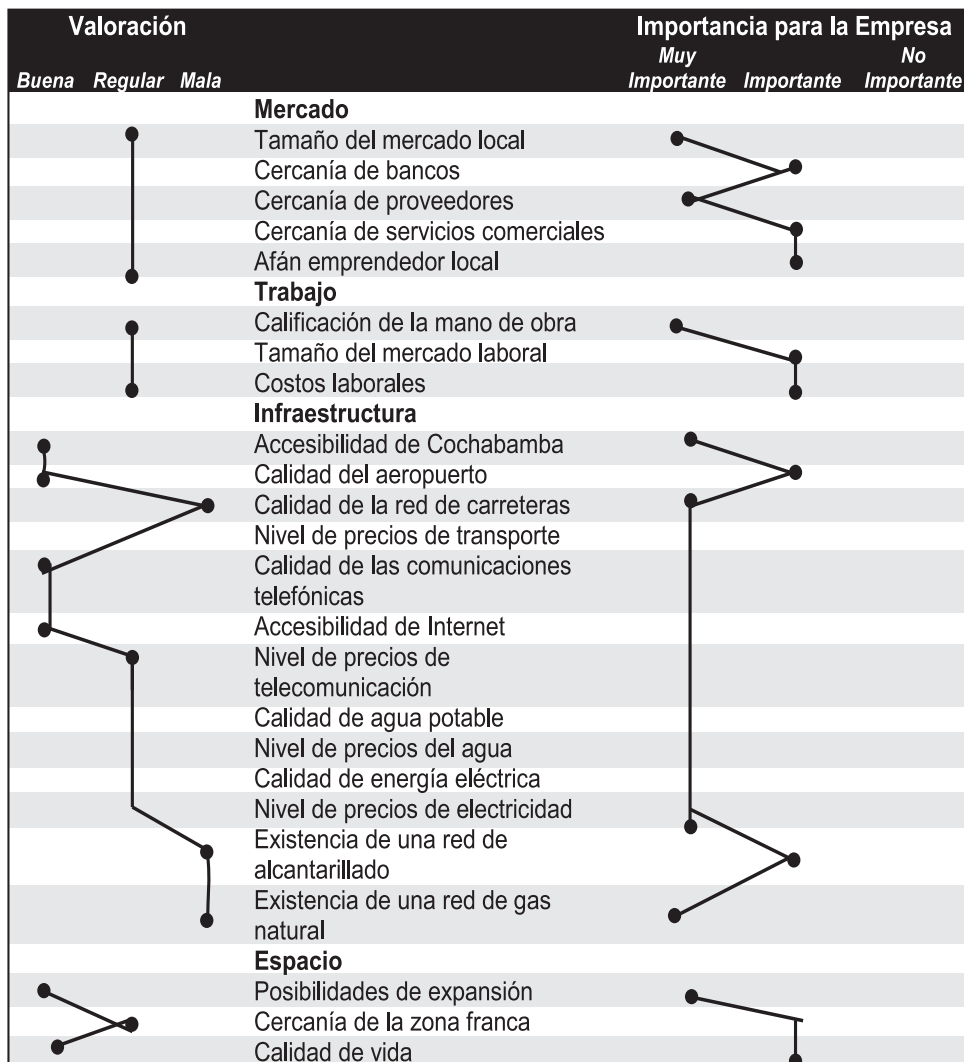 Valoración Importancia para la Empresa
Buena Regular Mala Muy Importante Importante No Importante
Mercado
Tamaño del mercado local
Cercanía de bancos
Cercanía de proveedores
Cercanía de servicios comerciales
Afán emprendedor local
Trabajo
Calificación de la mano de obra
Tamaño del mercado laboral
Costos laborales
Infraestructura
Accesibilidad de Cochabamba
Calidad del aeropuerto
Calidad de la red de carreteras
Nivel de precios de transporte
Calidad de las comunicaciones
telefónicas
Accesibilidad de Internet
Nivel de precios de
telecomunicación
Calidad de agua potable
Nivel de precios del agua
Calidad de energía eléctrica
Nivel de precios de electricidad
Existencia de una red de
alcantarillado
Existencia de una red de gas
natural
Espacio
Posibilidades de expansión
Cercanía de la zona franca
Calidad de vida